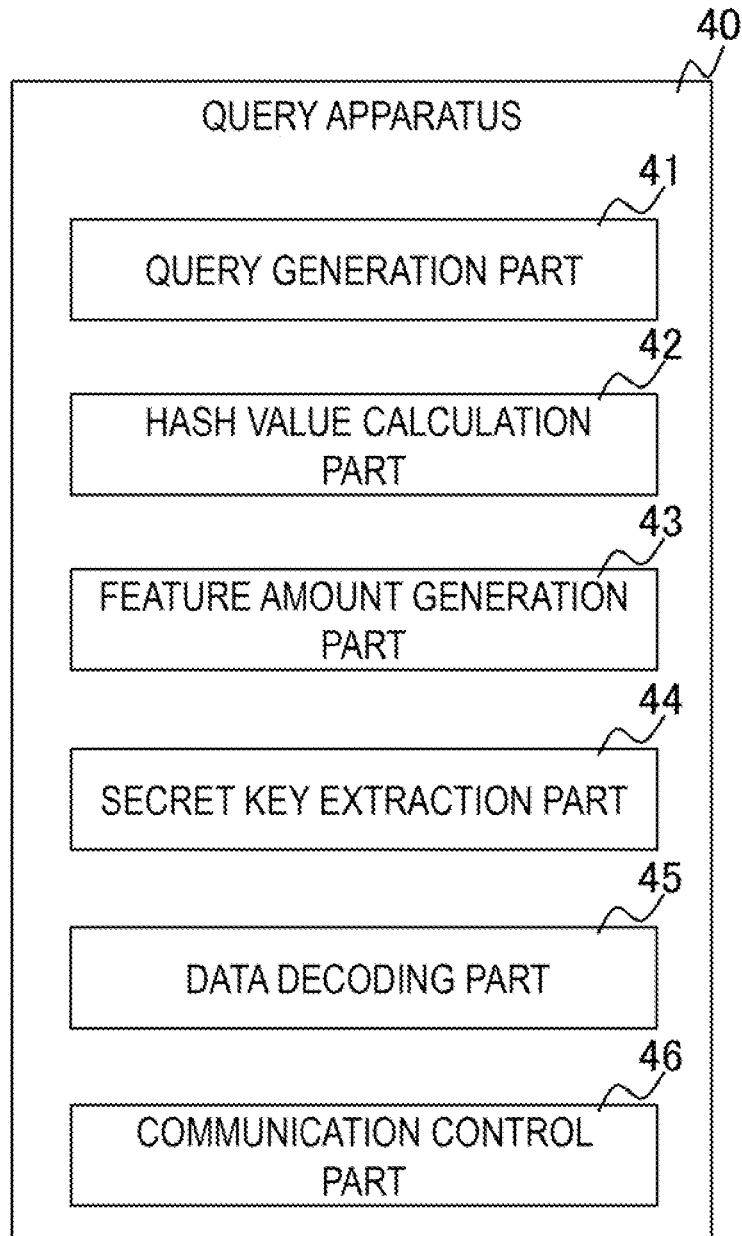 40
QUERY APPARATUS
41
QUERY GENERATION PART
42
HASH VALUE CALCULATION
PART
43
FEATURE AMOUNT GENERATION
PART
44
SECRET KEY EXTRACTION PART
45
DATA DECODING PART
46
COMMUNICATION CONTROL
PART